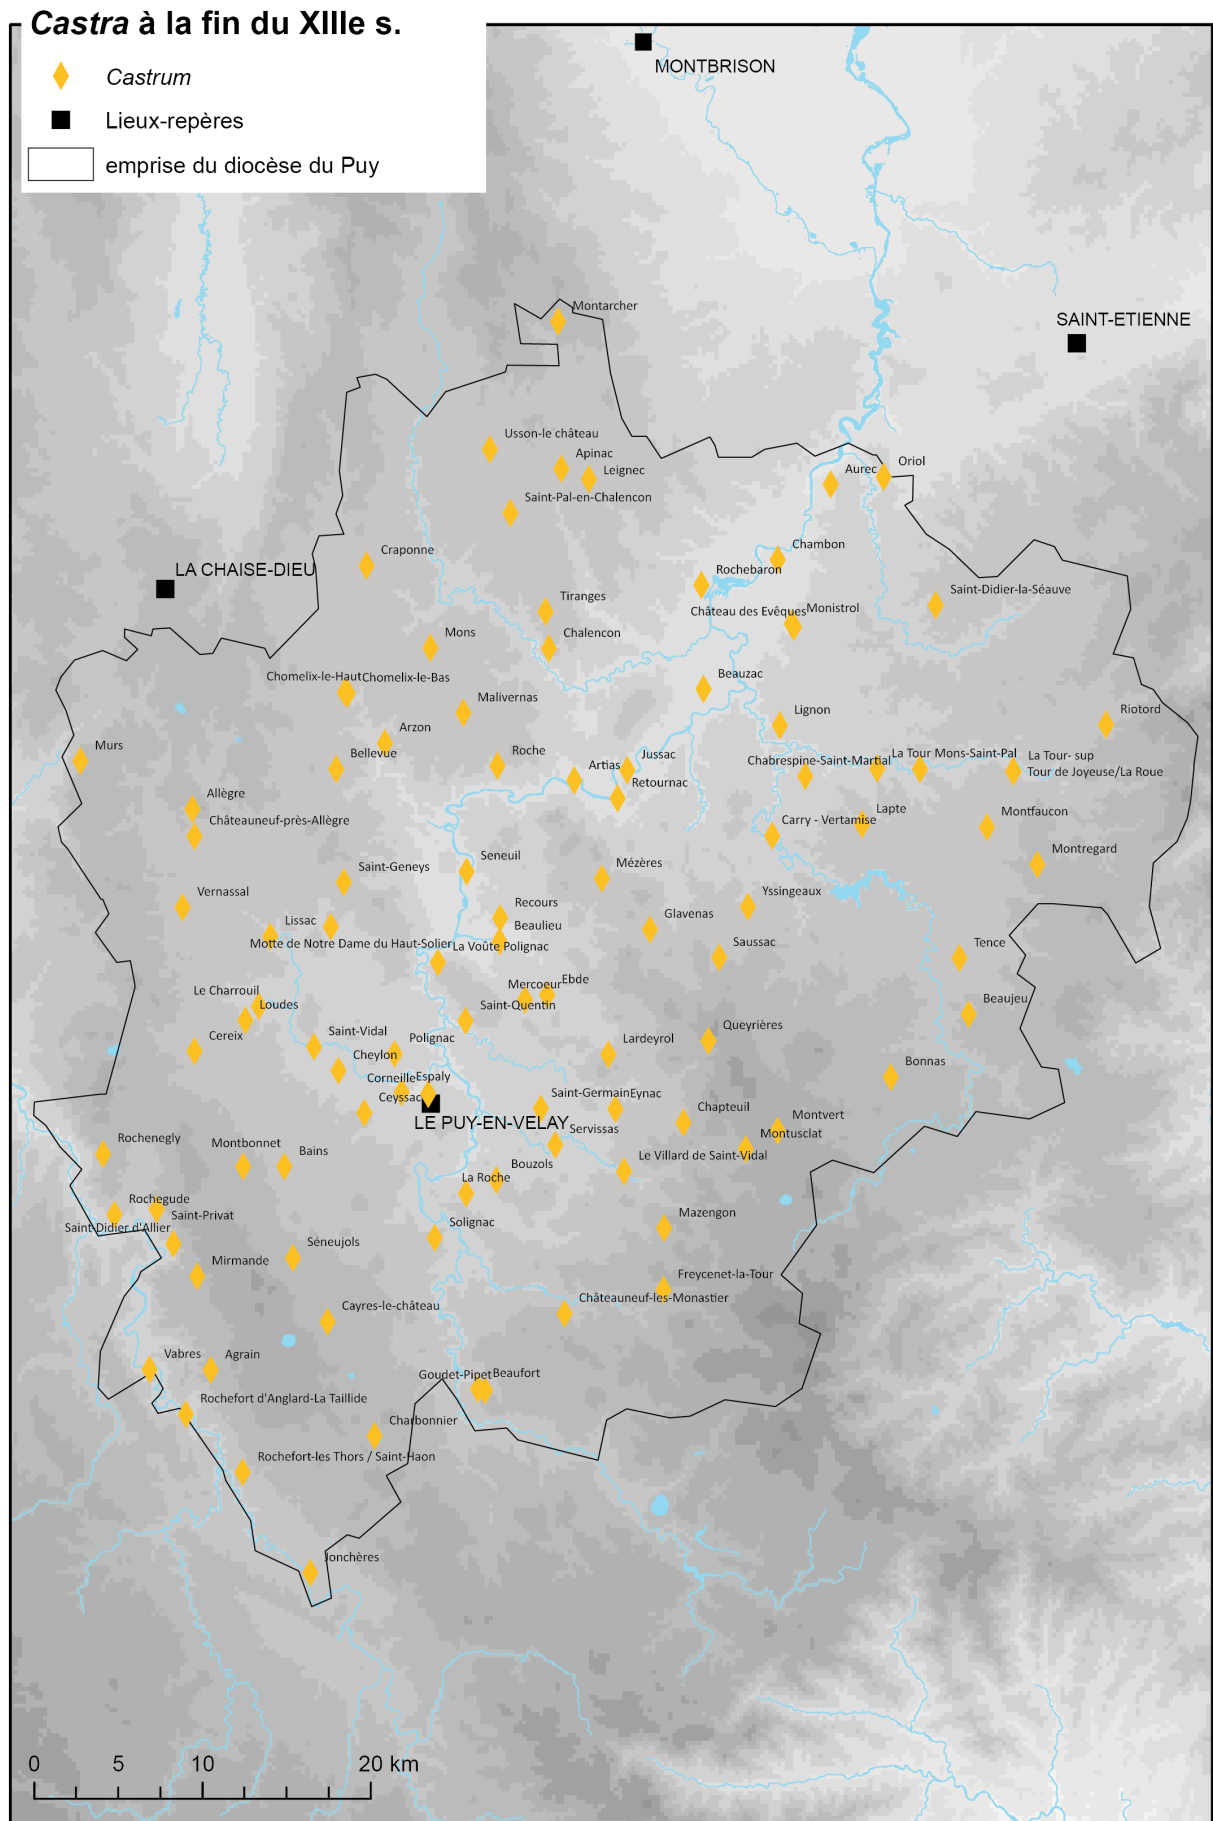 Castra à la fin du XIIIe s.
Castrum
Lieux-repères
emprise du diocèse du Puy
MONTBRISON
Montarcher
SAINT-ETIENNE
Usson-le château
Apinac
Leignec
Saint-Pal-en-Chalencon
Aurec
Oriol
Craponne
Chambon
LA CHAISE-DIEU
Rochebaron
Saint-Didier-la-Séauve
Tiranges
Château des Evêques
Monistrol
Mons
Chalencon
Chomelix-le-Haut
Chomelix-le-Bas
Beauzac
Malivernas
Lignon
Riotord
Arzon
Murs
Bellevue
Roche
Artias
Jussac
Chabrespine-Saint-Martial
La Tour Mons-Saint-Pal
La Tour- sup
Tour de Joyeuse/La Roue
Retournac
Allègre
Châteauneuf-près-Allègre
Carry - Vertamise
Lapte
Montfaucon
Montregard
Seneuil
Mézères
Saint-Geneys
Vernassal
Yssingeaux
Recours
Lissac
Beaulieu
Glavenas
Motte de Notre Dame du Haut-Solier
La Voûte Polignac
Saussac
Tence
Le Charrouil
Mercoeur
Ebde
Loudes
Saint-Quentin
Beaujeu
Cereix
Saint-Vidal
Polignac
Lardeyrol
Queyrières
Cheylon
Bonnas
Corneille
Espaly
Ceyssac
Saint-Germain
Eynac
LE PUY-EN-VELAY
Chapteuil
Montvert
Rochenegly
Montbonnet
Bains
Servissas
Montusclat
Le Villard de Saint-Vidal
Bouzols
La Roche
Rochegude
Saint-Privat
Saint-Didier d'Allier
Mazengon
Solignac
Mirmande
Séneujols
Freycenet-la-Tour
Cayres-le-château
Châteauneuf-les-Monastier
Vabres
Agrain
Goudet-Pipet
Beaufort
Rochefort d'Anglard-La Taillide
Charbonnier
Rochefort-les Thors / Saint-Haon
Jonchères
0 5 10 20 km